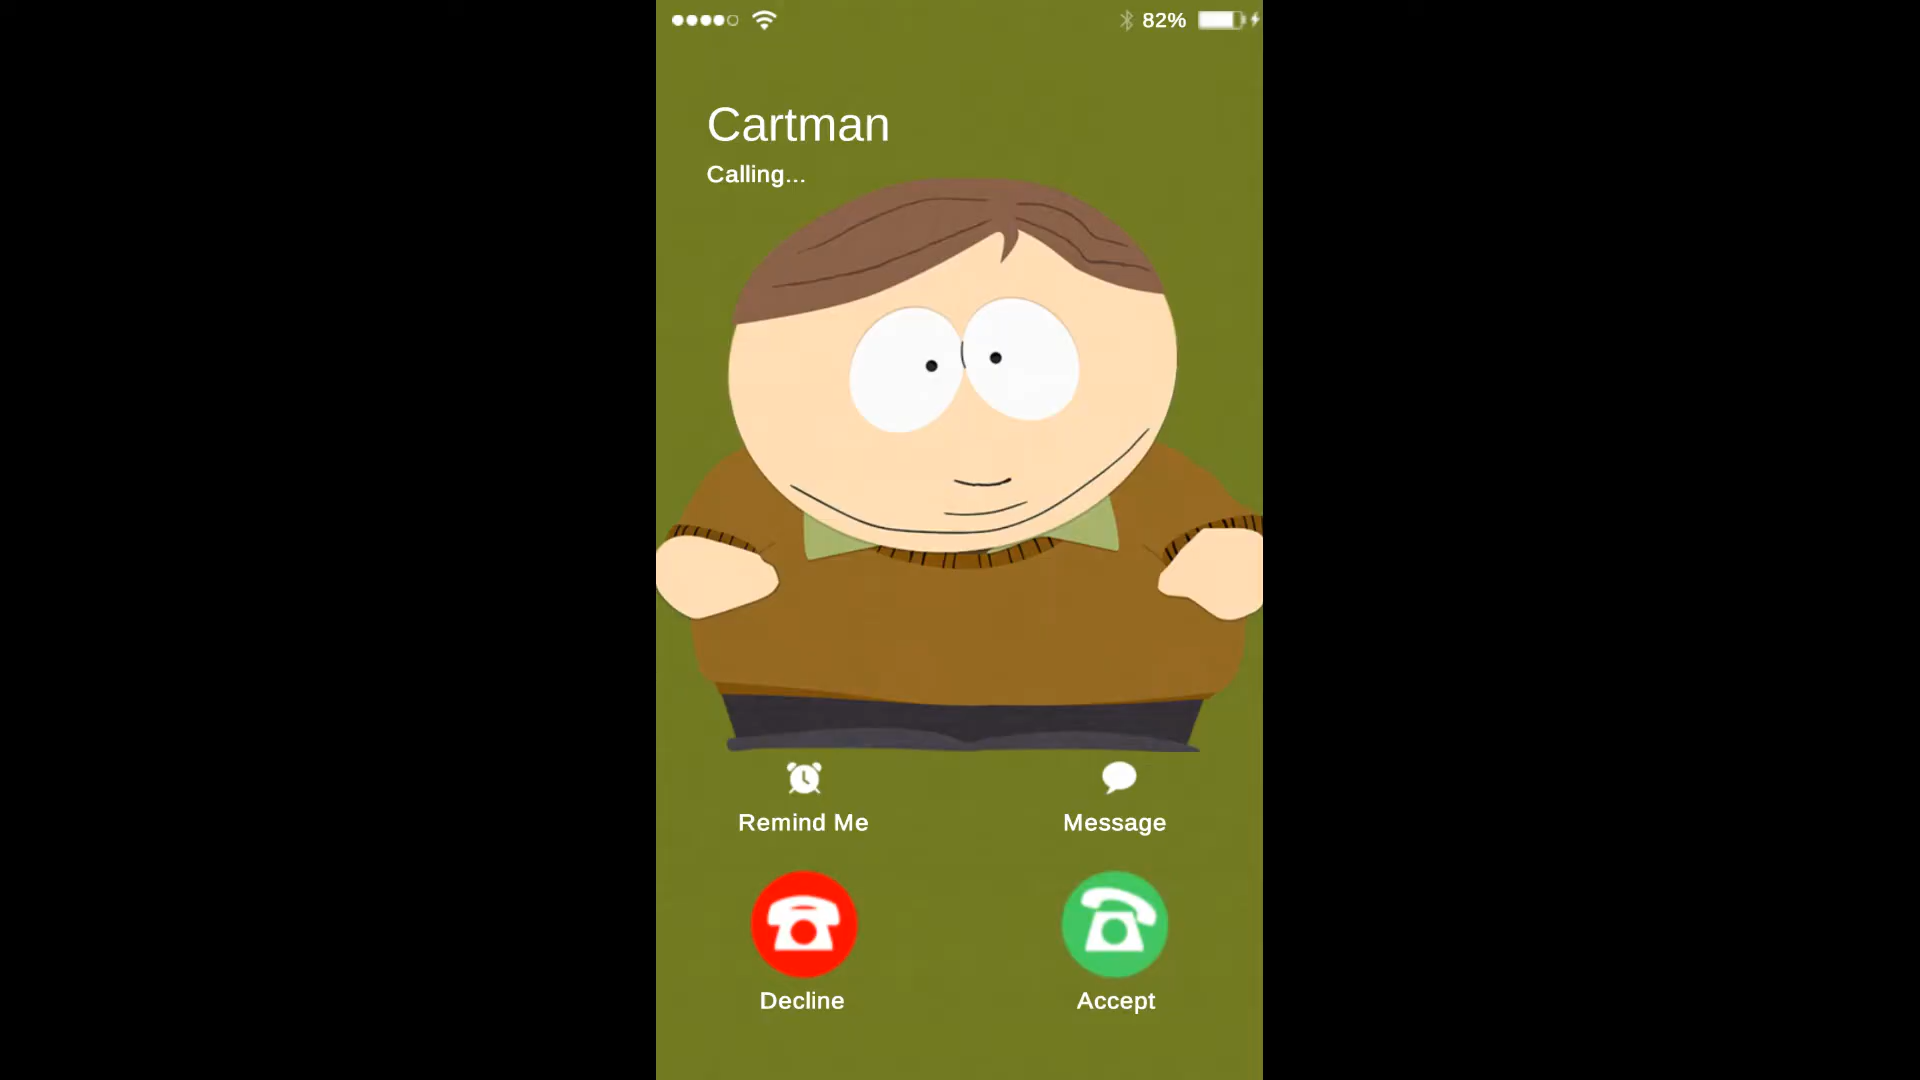 82%
Cartman
Calling...
Remind Me
Message
Decline
Accept